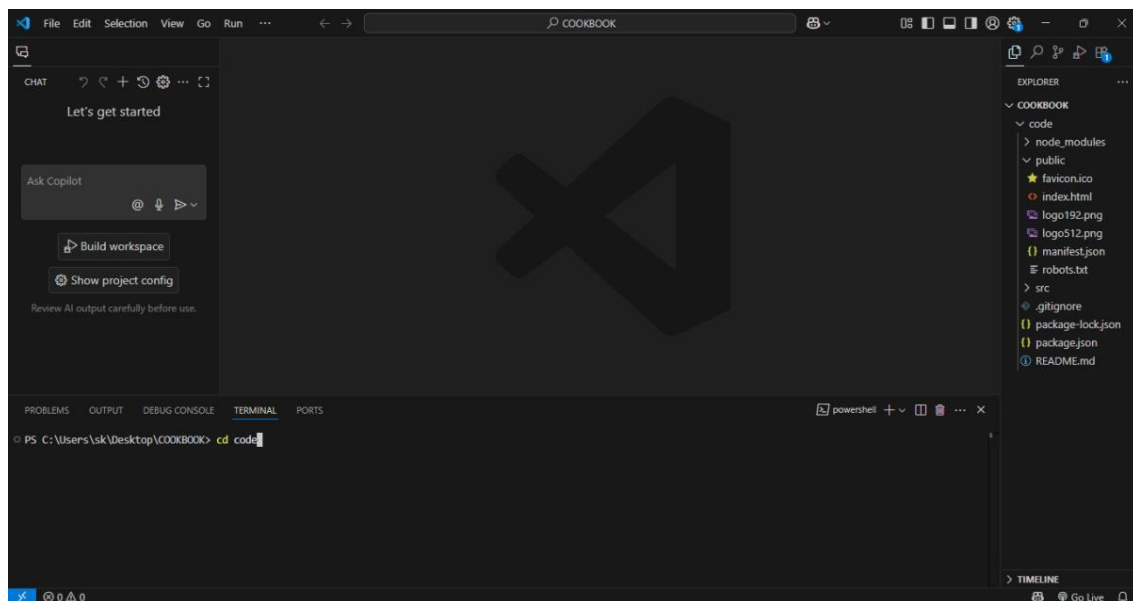 File Edit Selection View Go Run ··· COOKBOOK
CHAT
Let's get started
Ask Copilot
Build workspace
Show project config
Review AI output carefully before use.
EXPLORER
COOKBOOK
code
node_modules
public
favicon.ico
index.html
logo192.png
logo512.png
manifest.json
robots.txt
src
.gitignore
package-lock.json
package.json
README.md
PROBLEMS OUTPUT DEBUG CONSOLE TERMINAL PORTS powershell
PS C:\Users\sk\Desktop\COOKBOOK> cd code
TIMELINE
0 0 Go Live